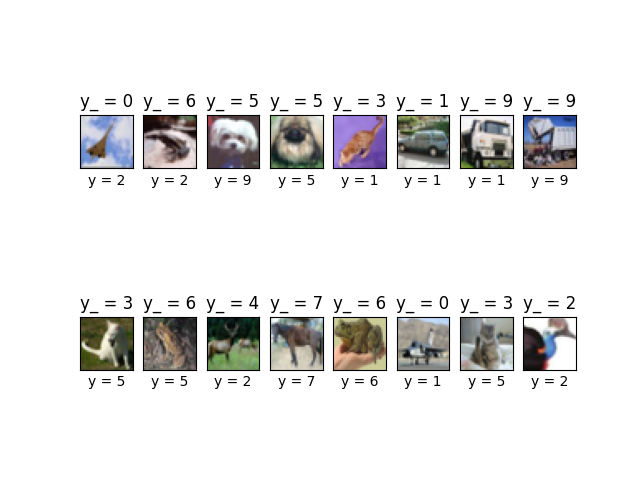 y_ = 0 y_ = 6 y_ = 5 y_ = 5 y_ = 3 y_ = 1 y_ = 9 y_ = 9
y = 2 y = 2 y = 9 y = 5 y = 1 y = 1 y = 1 y = 9
y_ = 3 y_ = 6 y_ = 4 y_ = 7 y_ = 6 y_ = 0 y_ = 3 y_ = 2
y = 5 y = 5 y = 2 y = 7 y = 6 y = 1 y = 5 y = 2